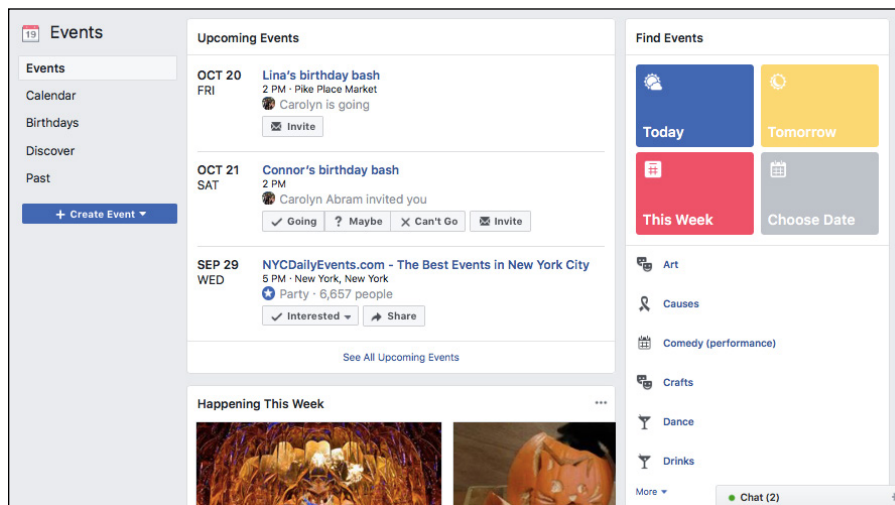 19 Events
Events
Calendar
Birthdays
Discover
Past
+ Create Event
Upcoming Events
OCT 20
FRI
Lina's birthday bash
2 PM · Pike Place Market
Carolyn is going
Invite
OCT 21
SAT
Connor's birthday bash
2 PM
Carolyn Abram invited you
Going ? Maybe Can't Go Invite
SEP 29
WED
NYCDailyEvents.com - The Best Events in New York City
5 PM · New York, New York
Party · 6,657 people
Interested Share
See All Upcoming Events
Happening This Week
Find Events
Today
Tomorrow
This Week
Choose Date
Art
Causes
Comedy (performance)
Crafts
Dance
Drinks
More
Chat (2)